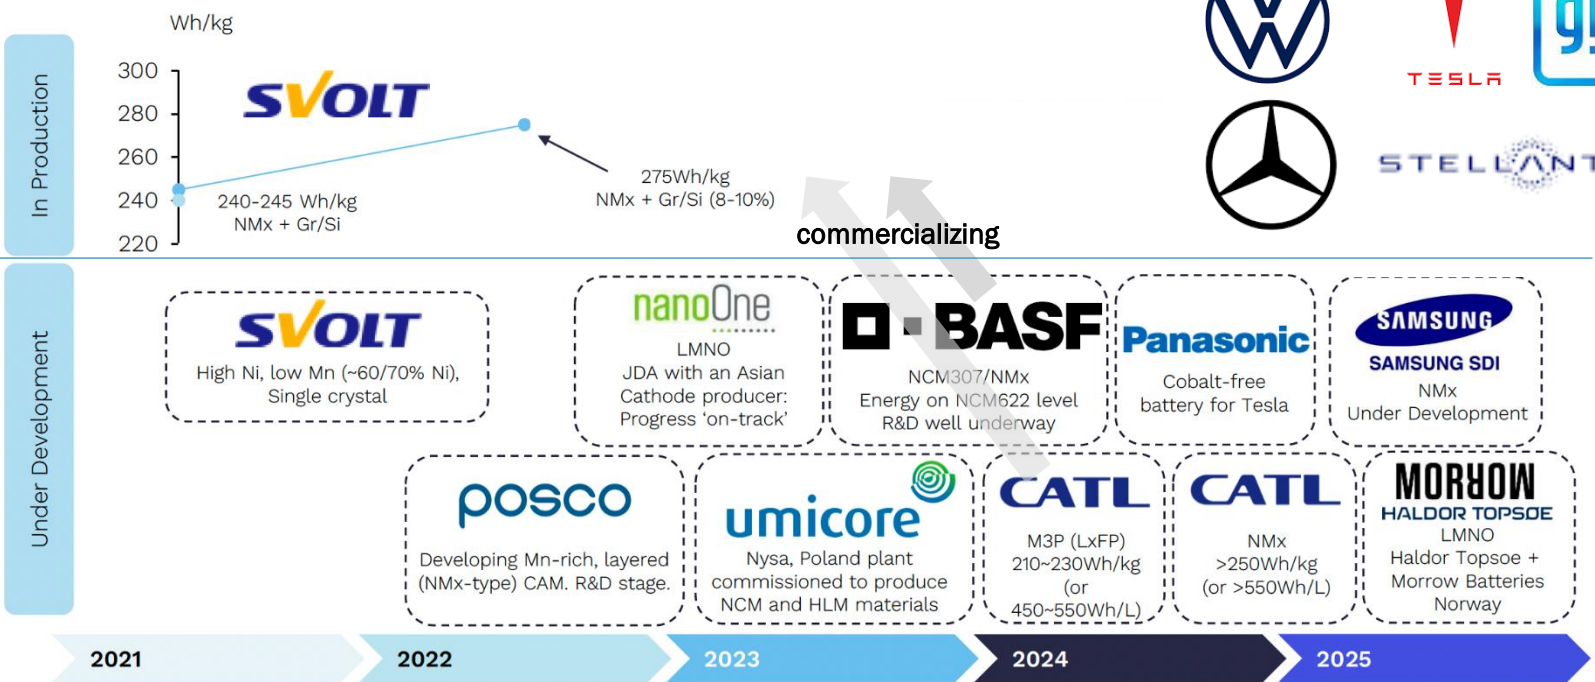 Wh/kg
In Production
300
280
260
240
220
SVOLT
240-245 Wh/kg
NMx + Gr/Si
275Wh/kg
NMx + Gr/Si (8-10%)
TESLA
STELLANT
commercializing
Under Development
SVOLT
High Ni, low Mn (~60/70% Ni),
Single crystal
nanoOne
LMNO
JDA with an Asian
Cathode producer:
Progress ‘on-track’
BASF
NCM307/NMx
Energy on NCM622 level
R&D well underway
Panasonic
Cobalt-free
battery for Tesla
SAMSUNG
SAMSUNG SDI
NMx
Under Development
posco
Developing Mn-rich, layered
(NMx-type) CAM. R&D stage.
umicore
Nysa, Poland plant
commissioned to produce
NCM and HLM materials
CATL
M3P (LxFP)
210~230Wh/kg
(or
450~550Wh/L)
CATL
NMx
>250Wh/kg
(or >550Wh/L)
MORROW
HALDOR TOPSØE
LMNO
Haldor Topsoe +
Morrow Batteries
Norway
2021
2022
2023
2024
2025